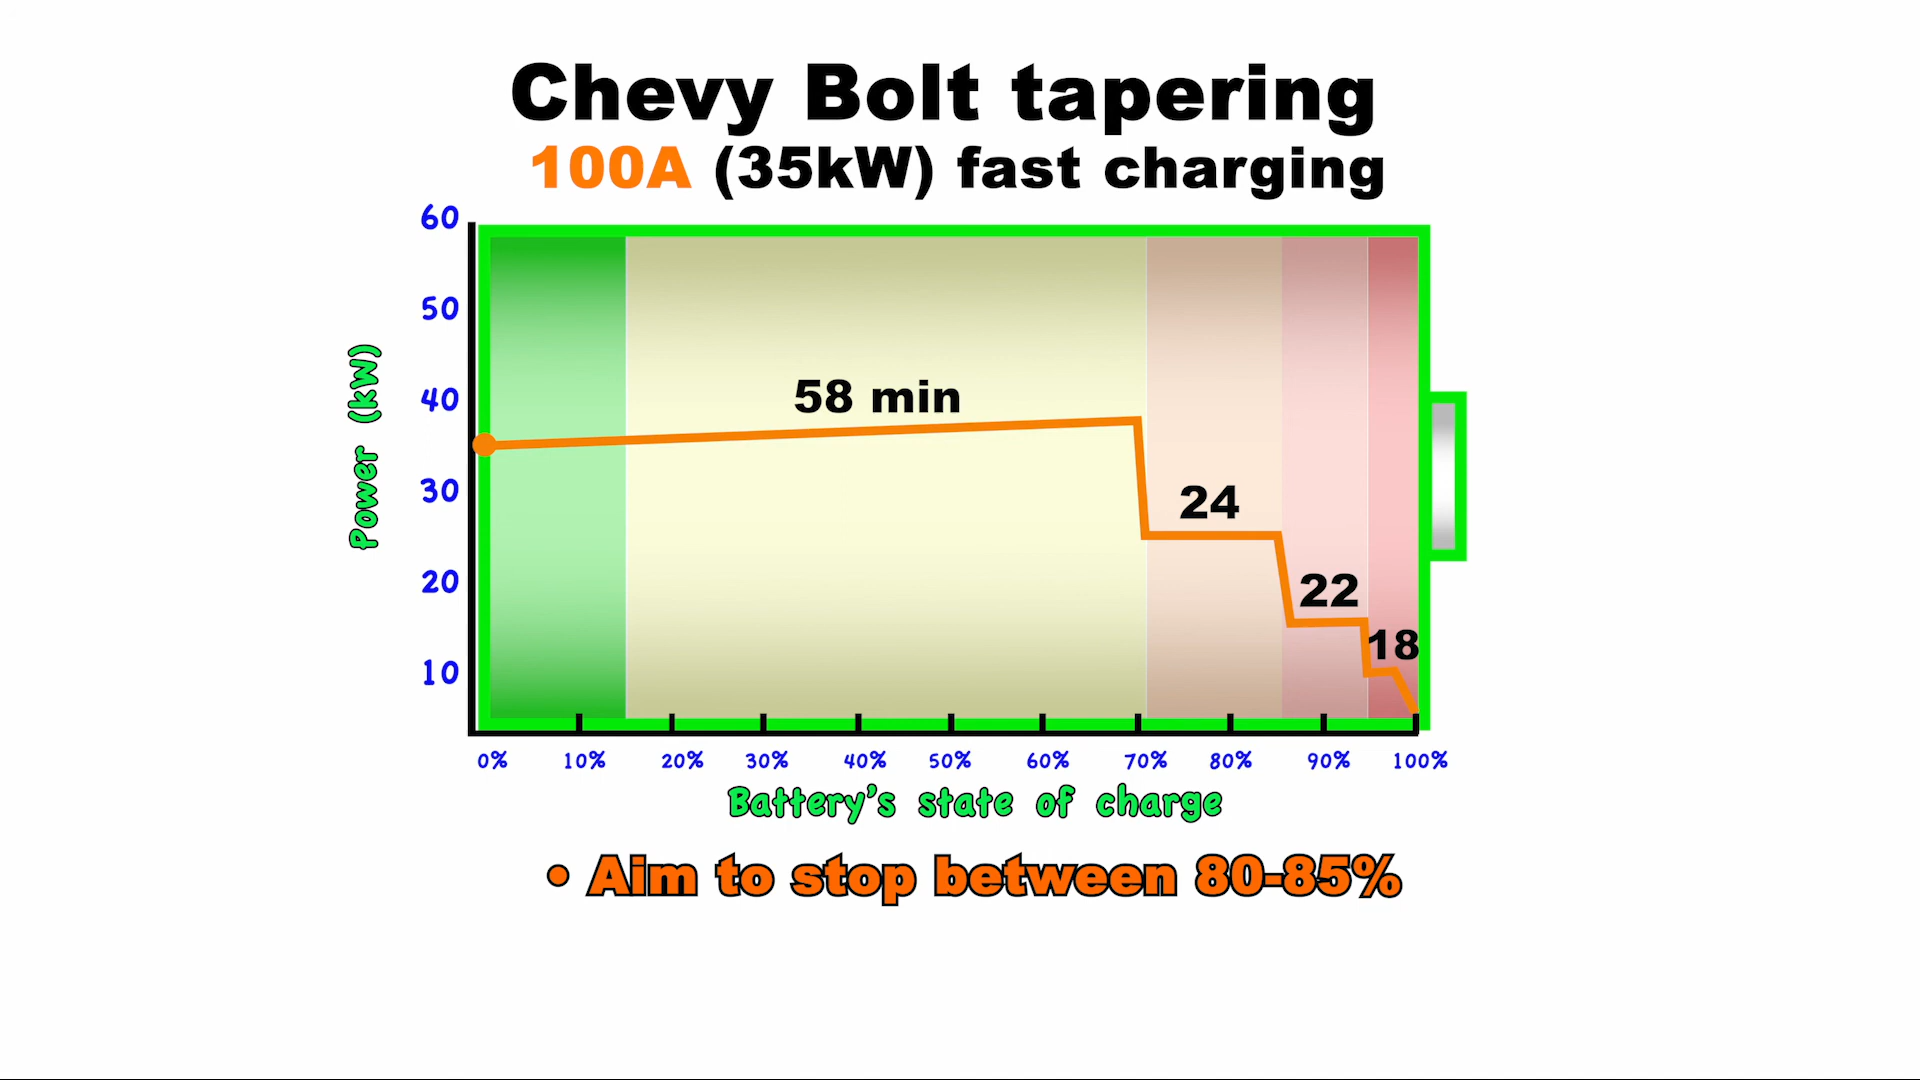 Chevy Bolt tapering
100A (35kW) fast charging
60
50
40
30
20
10
Power (kW)
58 min
24
22
18
0% 10% 20% 30% 40% 50% 60% 70% 80% 90% 100%
Battery's state of charge
• Aim to stop between 80-85%